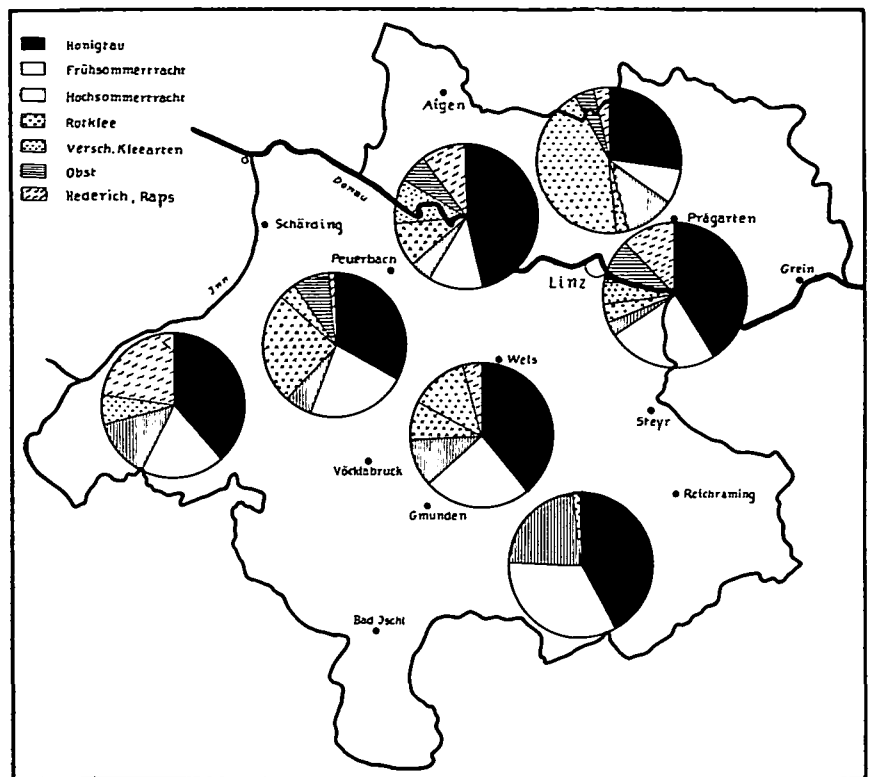 Honigtau
Frühsommertracht
Hochsommertracht
Rotklee
Versch. Kleearten
Obst
Hederich, Raps
Aigen
Donau
Schärding
Prägarten
Peuerbach
Inn
Linz
Grein
Wels
Steyr
Vöcklabruck
Reichraming
Gmunden
Bad Ischl